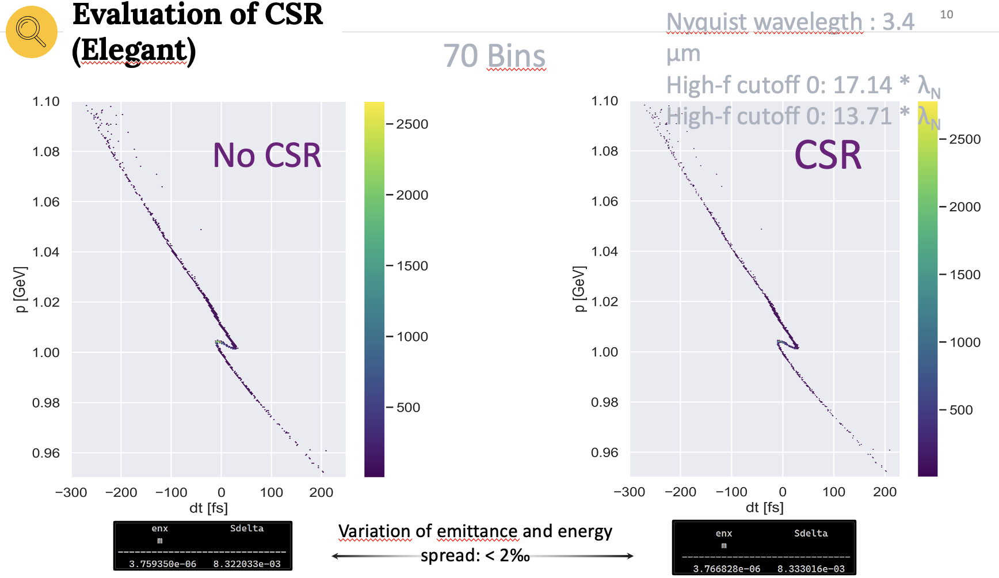 Evaluation of CSR
(Elegant)
70 Bins
Nyquist wavelegth : 3.4
µm
High-f cutoff 0: 17.14 * λN
High-f cutoff 0: 13.71 * λN
10
No CSR
1.10
1.08
1.06
1.04
1.02
1.00
0.98
0.96
p [GeV]
−300 −200 −100 0 100 200
dt [fs]
2500
2000
1500
1000
500
CSR
1.10
1.08
1.06
1.04
1.02
1.00
0.98
0.96
p [GeV]
−300 −200 −100 0 100 200
dt [fs]
2500
2000
1500
1000
500
enx Sdelta
m
3.759350e-06 8.322033e-03
Variation of emittance and energy
spread: < 2‰
enx Sdelta
m
3.766828e-06 8.333016e-03